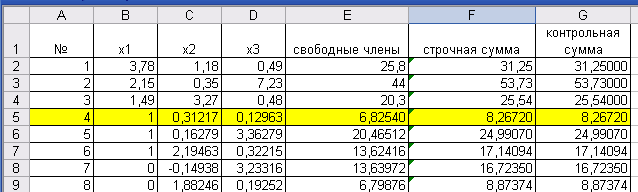 A B C D E F G
1 № x1 x2 x3 свободные члены строчная сумма контрольная сумма
2 1 3,78 1,18 0,49 25,8 31,25 31,25000
3 2 2,15 0,35 7,23 44 53,73 53,73000
4 3 1,49 3,27 0,48 20,3 25,54 25,54000
5 4 1 0,31217 0,12963 6,82540 8,26720 8,26720
6 5 1 0,16279 3,36279 20,46512 24,99070 24,99070
7 6 1 2,19463 0,32215 13,62416 17,14094 17,14094
8 7 0 -0,14938 3,23316 13,63972 16,72350 16,72350
9 8 0 1,88246 0,19252 6,79876 8,87374 8,87374